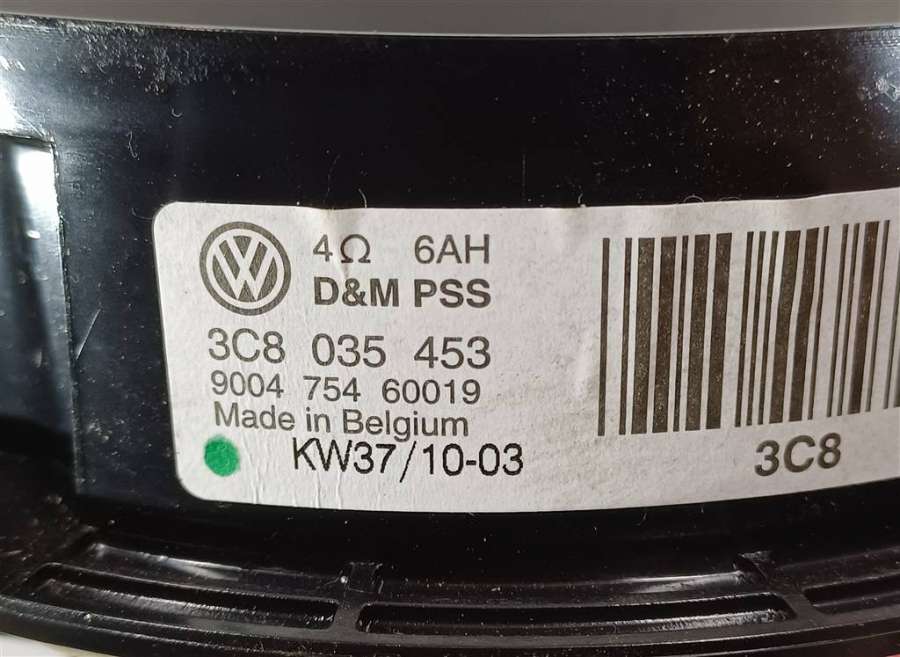 4Ω 6AH
D&M PSS
3C8 035 453
9004 754 60019
Made in Belgium
KW37/10-03
3C8